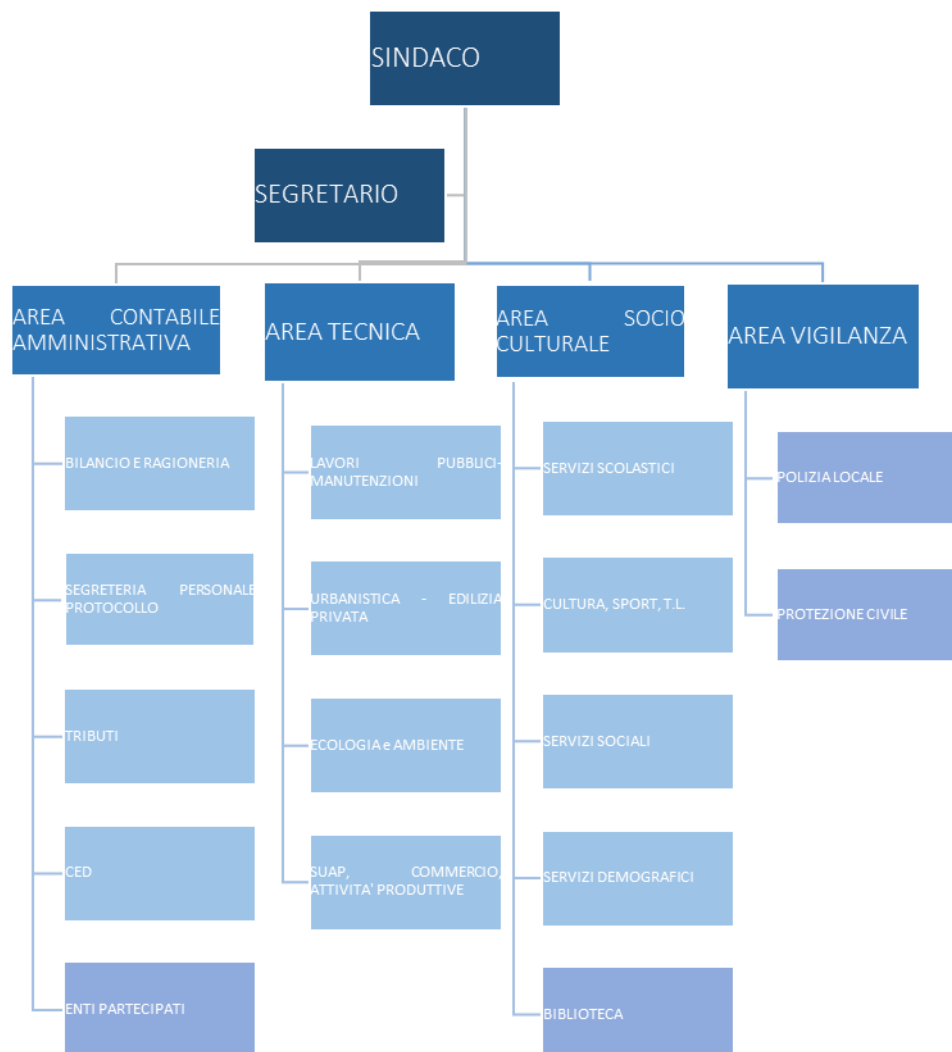 SINDACO
SEGRETARIO
AREA CONTABILE
AMMINISTRATIVA
BILANCIO E RAGIONERIA
SEGRETERIA PERSONALE
PROTOCOLLO
TRIBUTI
CED
ENTI PARTECIPATI
AREA TECNICA
LAVORI PUBBLICI-
MANUTENZIONI
URBANISTICA - EDILIZIA
PRIVATA
ECOLOGIA e AMBIENTE
SUAP, COMMERCIO,
ATTIVITA' PRODUTTIVE
AREA SOCIO
CULTURALE
SERVIZI SCOLASTICI
CULTURA, SPORT, T.L.
SERVIZI SOCIALI
SERVIZI DEMOGRAFICI
BIBLIOTECA
AREA VIGILANZA
POLIZIA LOCALE
PROTEZIONE CIVILE